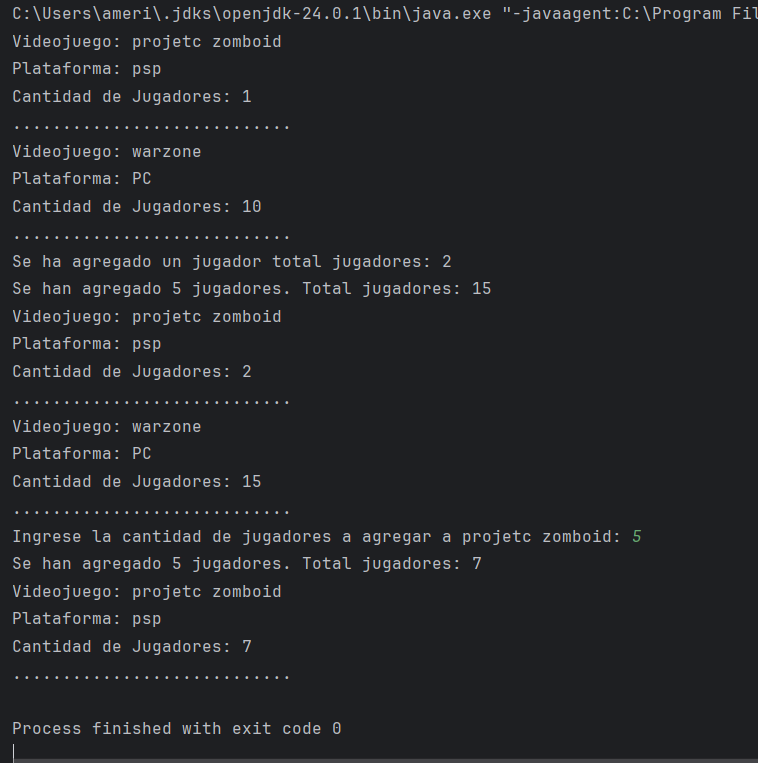 C:\Users\ameri\.jdks\openjdk-24.0.1\bin\java.exe "-javaagent:C:\Program Fil
Videojuego: projetc zomboid
Plataforma: psp
Cantidad de Jugadores: 1
............................
Videojuego: warzone
Plataforma: PC
Cantidad de Jugadores: 10
............................
Se ha agregado un jugador total jugadores: 2
Se han agregado 5 jugadores. Total jugadores: 15
Videojuego: projetc zomboid
Plataforma: psp
Cantidad de Jugadores: 2
............................
Videojuego: warzone
Plataforma: PC
Cantidad de Jugadores: 15
............................
Ingrese la cantidad de jugadores a agregar a projetc zomboid: 5
Se han agregado 5 jugadores. Total jugadores: 7
Videojuego: projetc zomboid
Plataforma: psp
Cantidad de Jugadores: 7
............................
Process finished with exit code 0